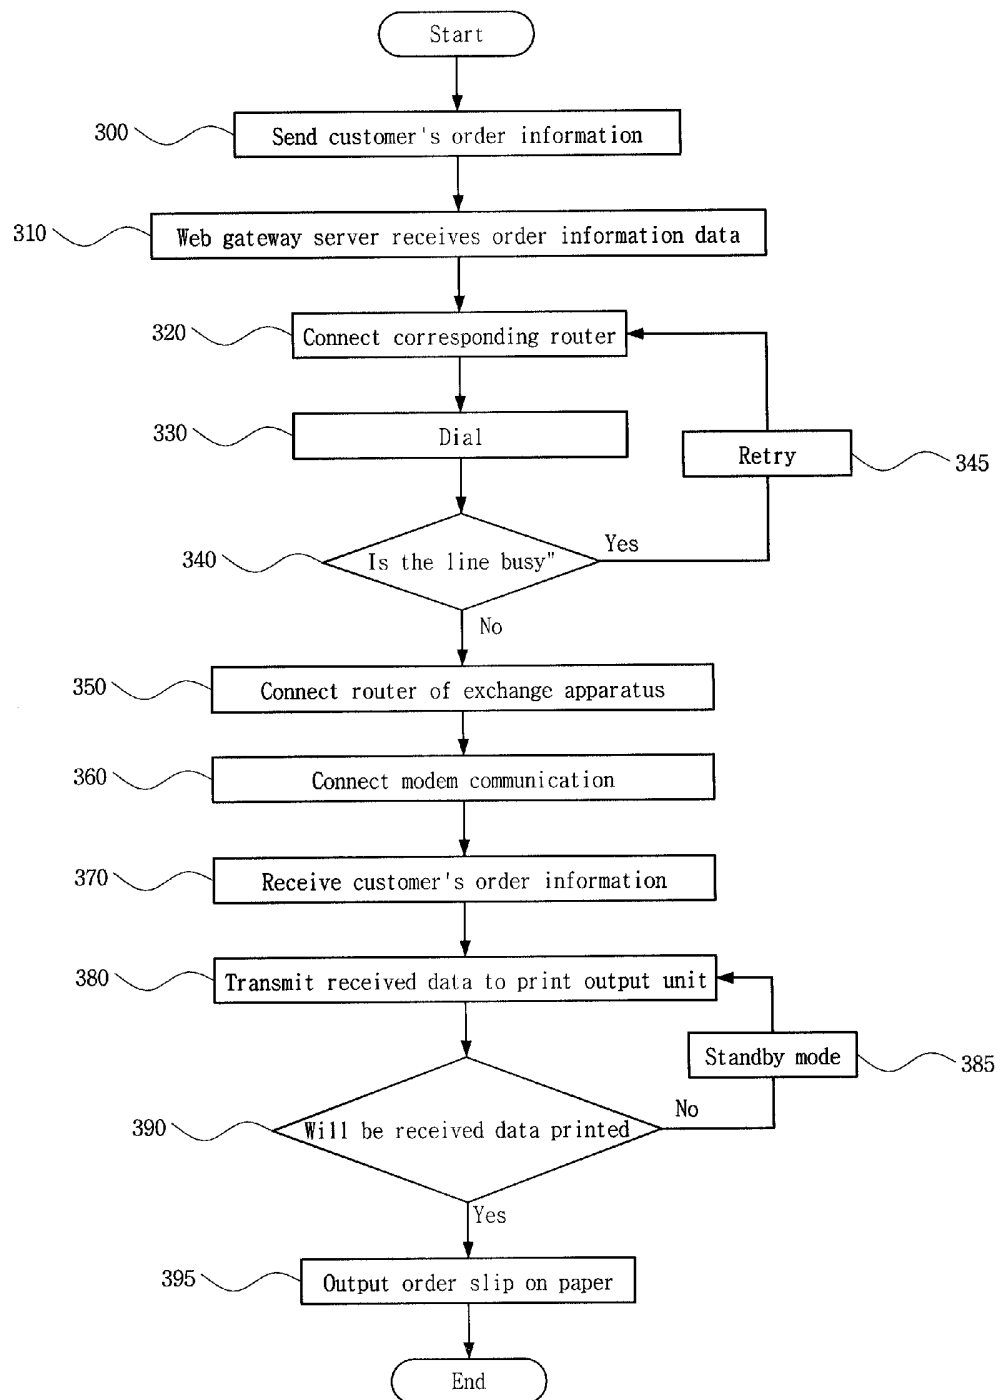 Start
300
Send customer's order information
310
Web gateway server receives order information data
320
Connect corresponding router
330
Dial
Retry
345
340
Is the line busy"
Yes
No
350
Connect router of exchange apparatus
360
Connect modem communication
370
Receive customer's order information
380
Transmit received data to print output unit
Standby mode
385
390
Will be received data printed
No
Yes
395
Output order slip on paper
End